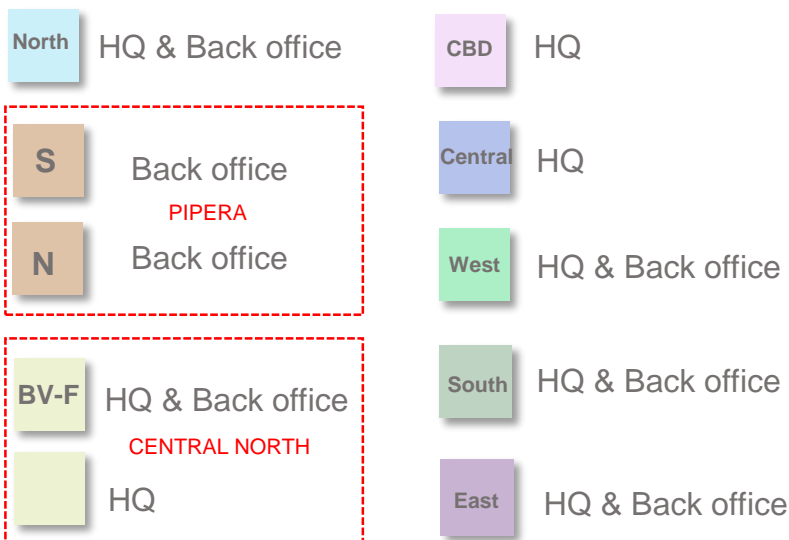 North HQ & Back office
S Back office
PIPERA
N Back office
BV-F HQ & Back office
CENTRAL NORTH
HQ
CBD HQ
Central HQ
West HQ & Back office
South HQ & Back office
East HQ & Back office